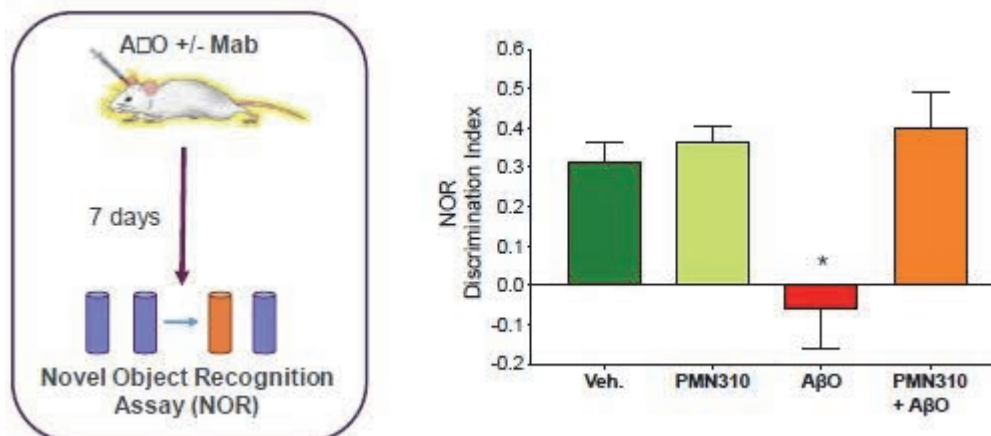 A□O +/- Mab
7 days
Novel Object Recognition
Assay (NOR)
NOR
Discrimination Index
0.6
0.5
0.4
0.3
0.2
0.1
0.0
-0.1
-0.2
*
Veh.
PMN310
AβO
PMN310
+ AβO